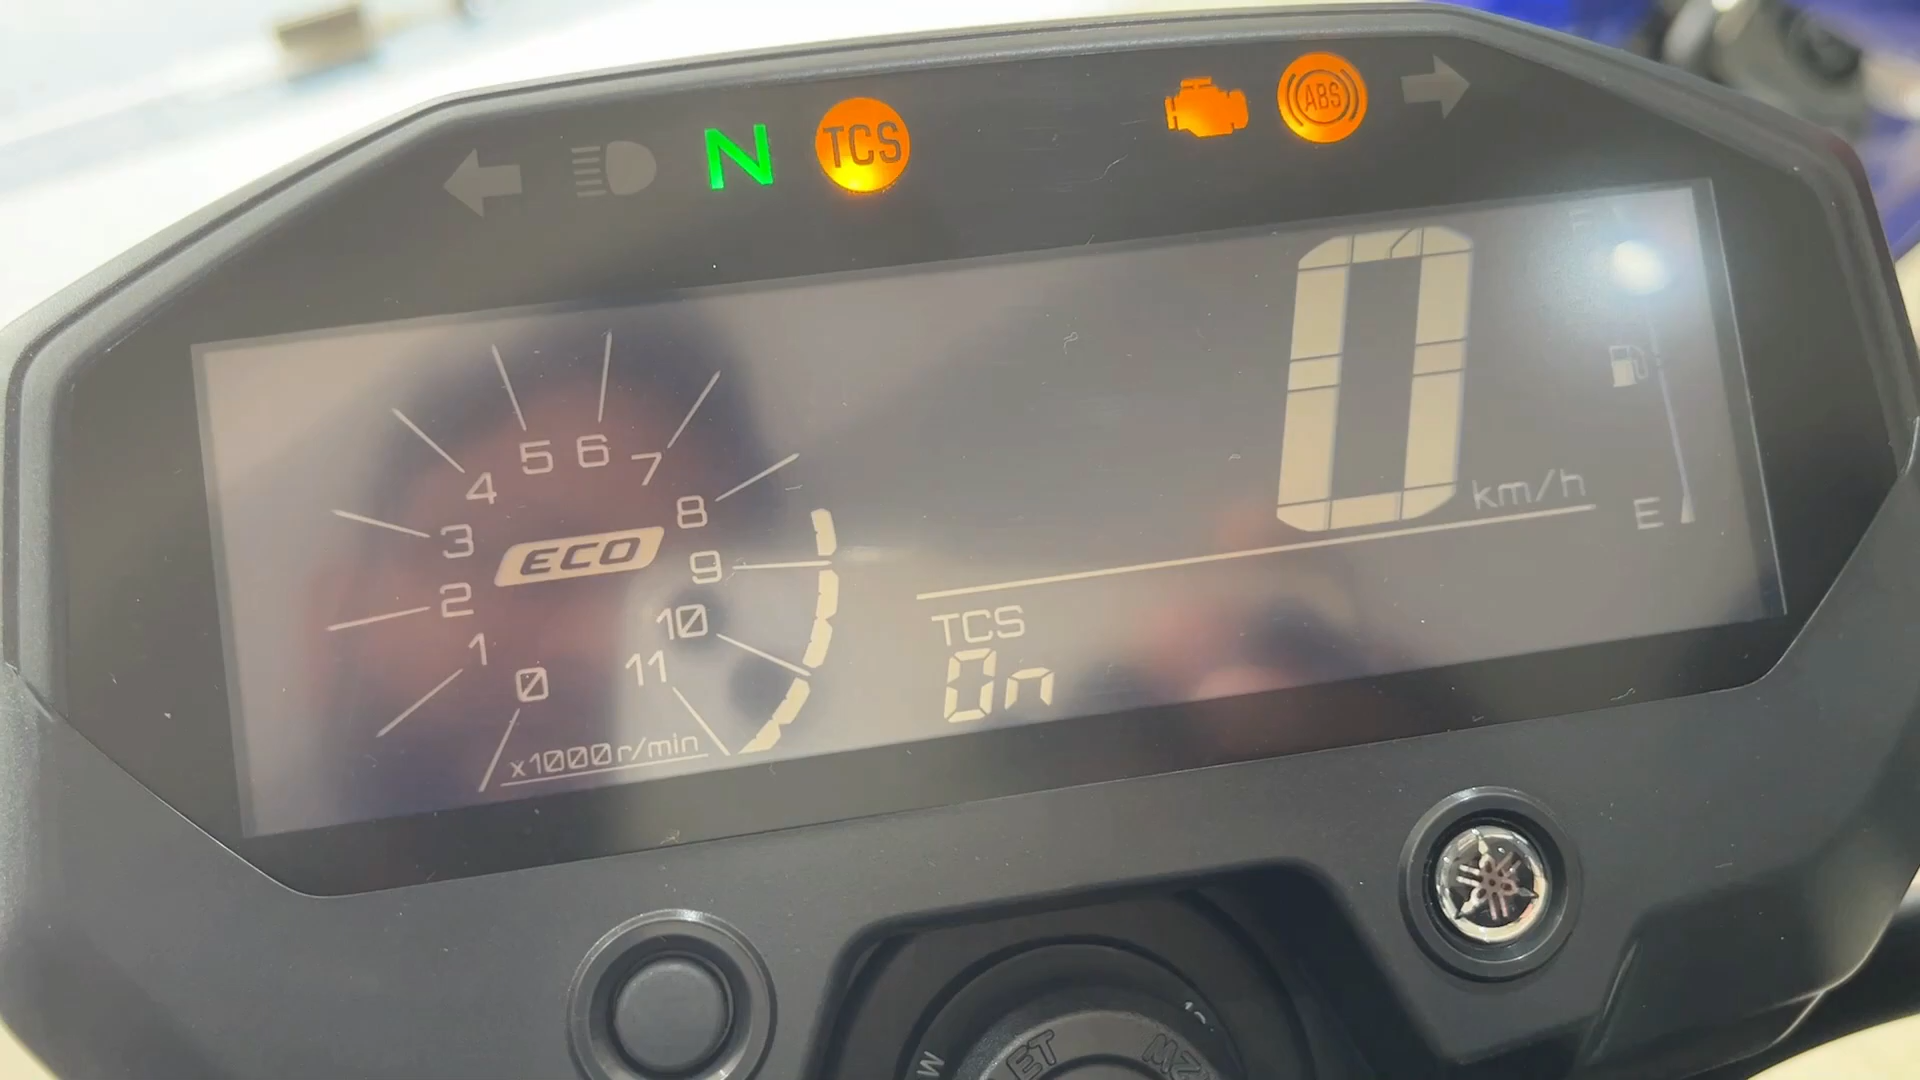 N
TCS
ABS
0
km/h
E
5 6
4 7
3 8
ECO
2 9
1 10
0 11
x1000r/min
TCS
On